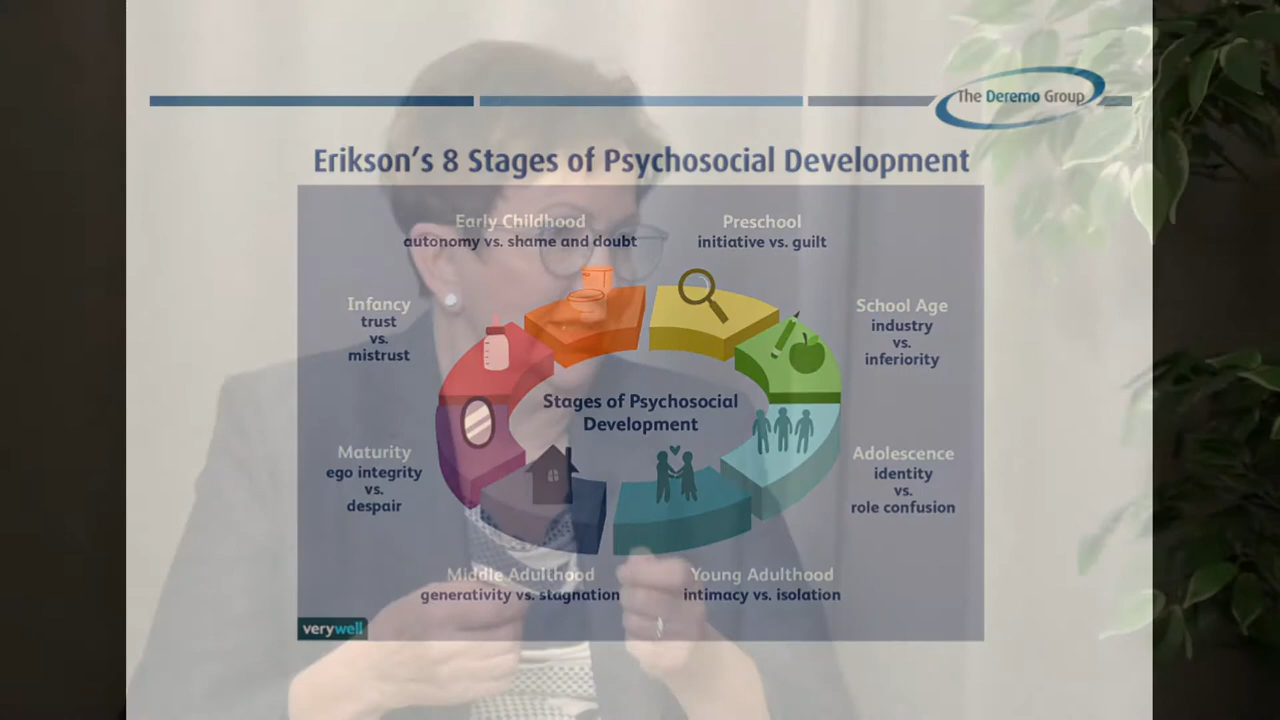 The Deremo Group
Erikson's 8 Stages of Psychosocial Development
Early Childhood
autonomy vs. shame and doubt
Preschool
initiative vs. guilt
Infancy
trust
vs.
mistrust
School Age
industry
vs.
inferiority
Stages of Psychosocial
Development
Maturity
ego integrity
vs.
despair
Adolescence
identity
vs.
role confusion
Middle Adulthood
generativity vs. stagnation
Young Adulthood
intimacy vs. isolation
verywell